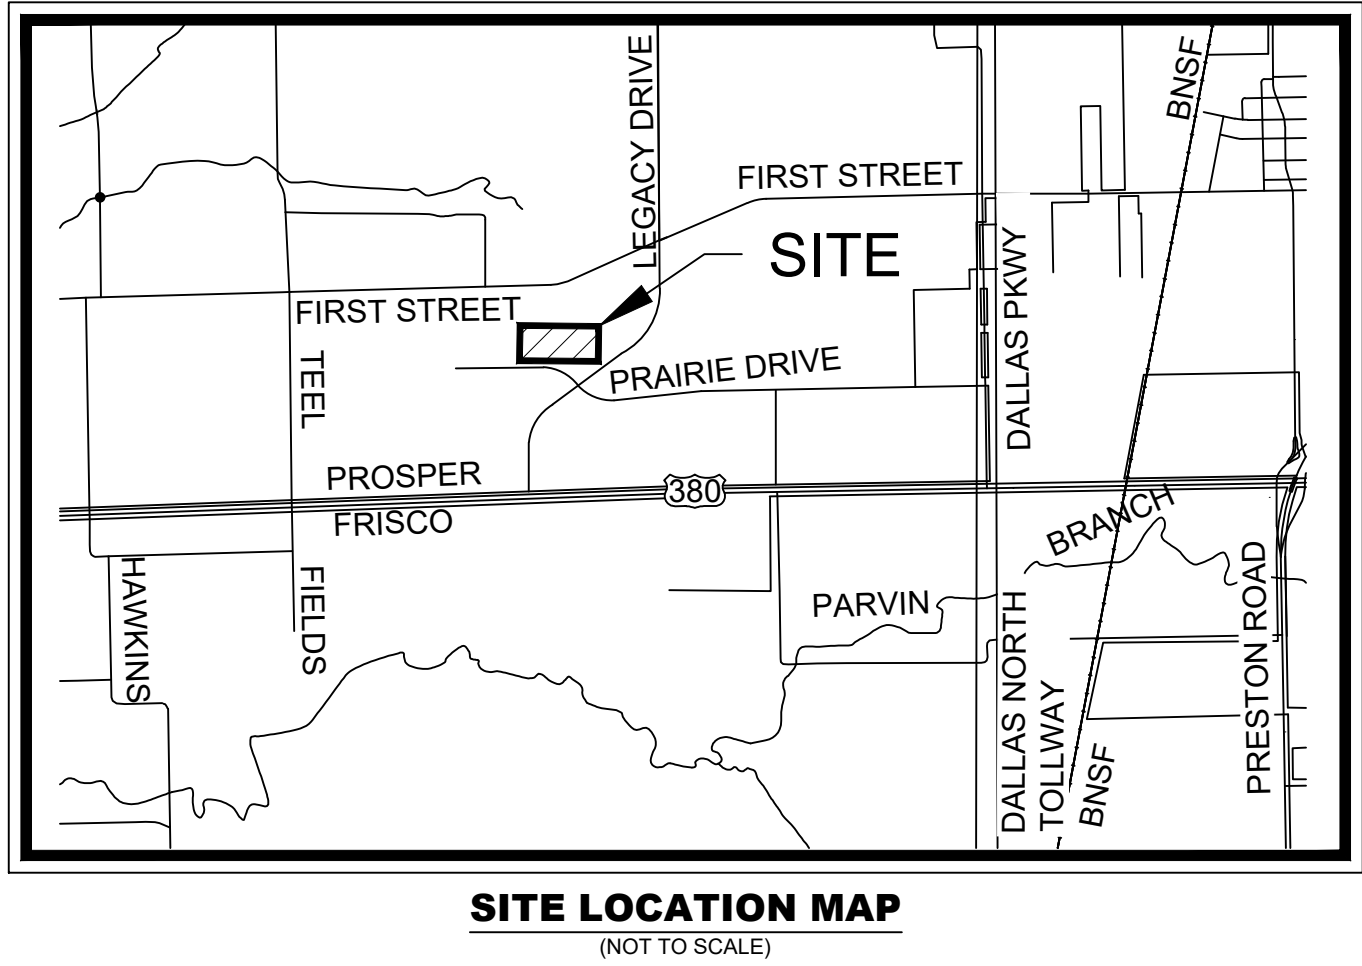 LEGACY DRIVE
BNSF
FIRST STREET
SITE
DALLAS PKWY
FIRST STREET
TEEL
PRAIRIE DRIVE
PROSPER
380
FRISCO
BRANCH
HAWKINS
FIELDS
PARVIN
DALLAS NORTH
TOLLWAY
BNSF
PRESTON ROAD
SITE LOCATION MAP
(NOT TO SCALE)